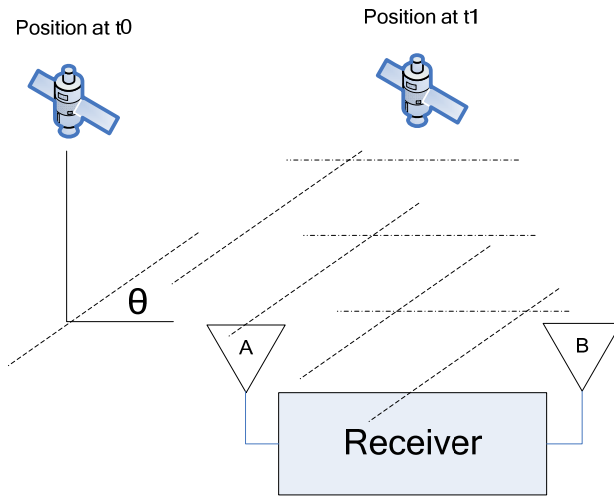 Position at t0
Position at t1
θ
A
B
Receiver